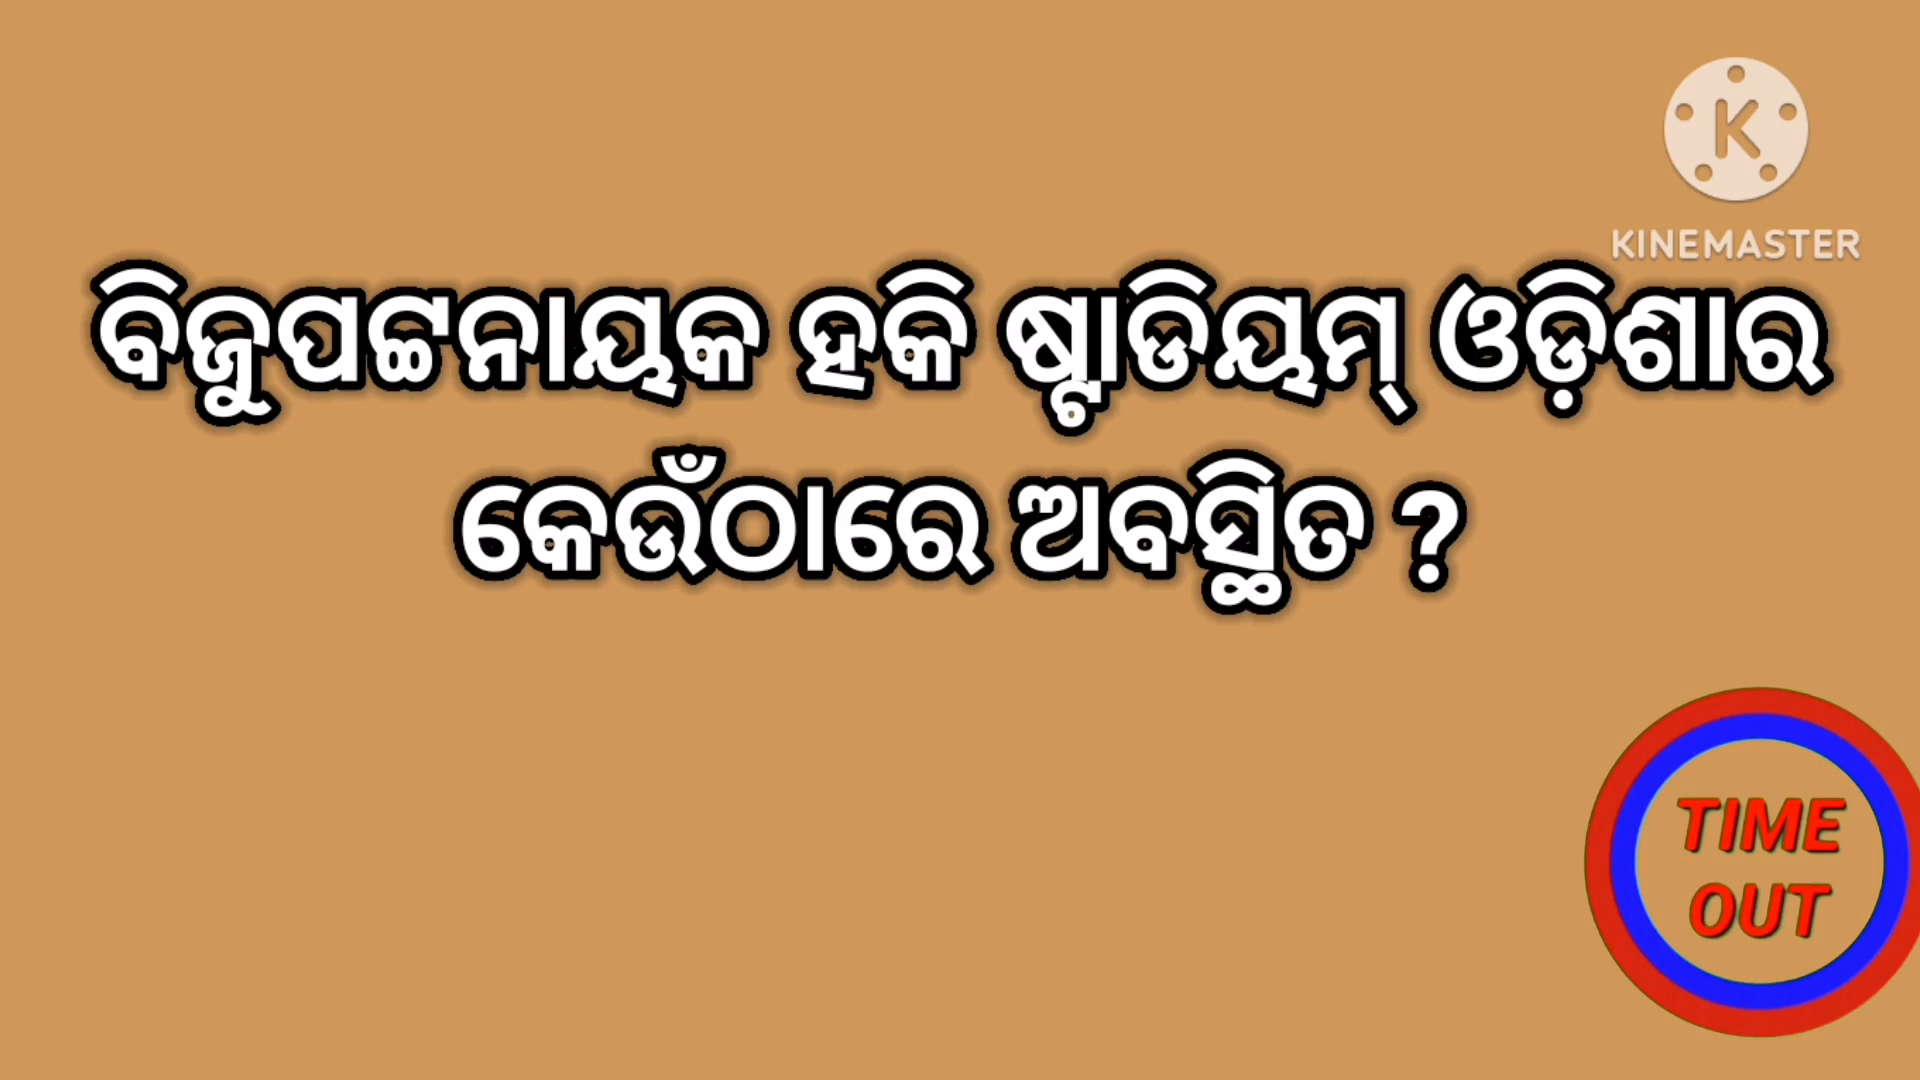 K
KINEMASTER
ବିଜୁପଟ୍ଟନାୟକ ହକି ଷ୍ଟାଡିୟମ୍ ଓଡ଼ିଶାର
କେଉଁଠାରେ ଅବସ୍ଥିତ ?
TIME
OUT